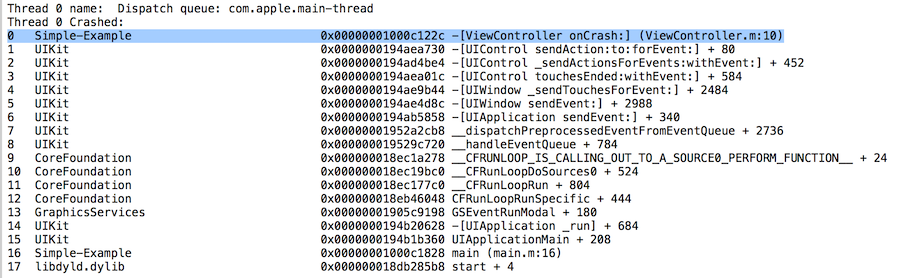 Thread 0 name:  Dispatch queue: com.apple.main-thread
Thread 0 Crashed:
0   Simple-Example                0x00000001000c122c -[ViewController onCrash:] (ViewController.m:10)
1   UIKit                         0x0000000194aea730 -[UIControl sendAction:to:forEvent:] + 80
2   UIKit                         0x0000000194ad4be4 -[UIControl _sendActionsForEvents:withEvent:] + 452
3   UIKit                         0x0000000194aea01c -[UIControl touchesEnded:withEvent:] + 584
4   UIKit                         0x0000000194ae9b44 -[UIWindow _sendTouchesForEvent:] + 2484
5   UIKit                         0x0000000194ae4d8c -[UIWindow sendEvent:] + 2988
6   UIKit                         0x0000000194ab5858 -[UIApplication sendEvent:] + 340
7   UIKit                         0x00000001952a2cb8 __dispatchPreprocessedEventFromEventQueue + 2736
8   UIKit                         0x000000019529c720 __handleEventQueue + 784
9   CoreFoundation                0x000000018ec1a278 __CFRUNLOOP_IS_CALLING_OUT_TO_A_SOURCE0_PERFORM_FUNCTION__ + 24
10  CoreFoundation                0x000000018ec19bc0 __CFRunLoopDoSources0 + 524
11  CoreFoundation                0x000000018ec177c0 __CFRunLoopRun + 804
12  CoreFoundation                0x000000018eb46048 CFRunLoopRunSpecific + 444
13  GraphicsServices              0x00000001905c9198 GSEventRunModal + 180
14  UIKit                         0x0000000194b20628 -[UIApplication _run] + 684
15  UIKit                         0x0000000194b1b360 UIApplicationMain + 208
16  Simple-Example                0x00000001000c1828 main (main.m:16)
17  libdyld.dylib                 0x000000018db285b8 start + 4